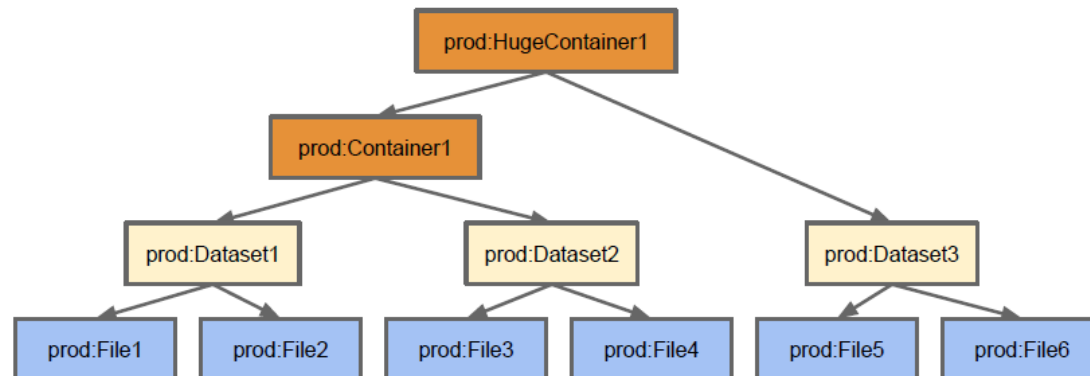 prod:HugeContainer1
prod:Container1
prod:Dataset1
prod:Dataset2
prod:Dataset3
prod:File1
prod:File2
prod:File3
prod:File4
prod:File5
prod:File6